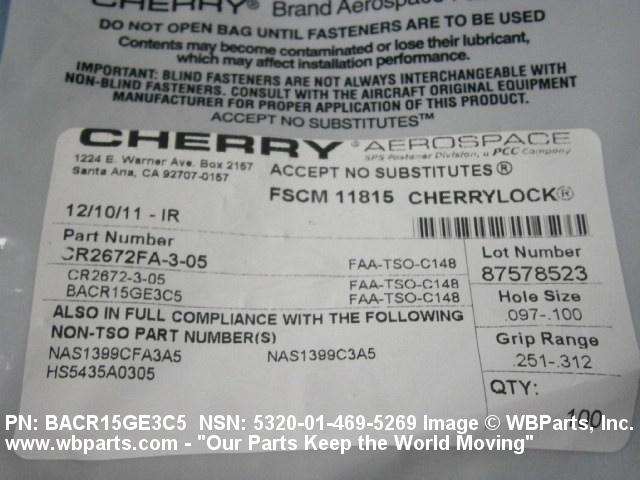 CHERRY® Brand Aerospace
DO NOT OPEN BAG UNTIL FASTENERS ARE TO BE USED
Contents may become contaminated or lose their lubricant,
which may affect installation performance.
IMPORTANT: BLIND FASTENERS ARE NOT ALWAYS INTERCHANGEABLE WITH
NON-BLIND FASTENERS. CONSULT WITH THE AIRCRAFT ORIGINAL EQUIPMENT
MANUFACTURER FOR PROPER APPLICATION OF THIS PRODUCT.
ACCEPT NO SUBSTITUTES™
CHERRY® AEROSPACE
SPS Fastener Division, a PCC Company
1224 E. Warner Ave. Box 2157
Santa Ana, CA 92707-0157
ACCEPT NO SUBSTITUTES®
FSCM 11815 CHERRYLOCK®
12/10/11 - IR
Part Number
CR2672FA-3-05 FAA-TSO-C148
CR2672-3-05 FAA-TSO-C148
BACR15GE3C5 FAA-TSO-C148
ALSO IN FULL COMPLIANCE WITH THE FOLLOWING
NON-TSO PART NUMBER(S)
NAS1399CFA3A5 NAS1399C3A5
HS5435A0305
Lot Number
87578523
Hole Size
.097-.100
Grip Range
.251-.312
QTY:
100
PN: BACR15GE3C5 NSN: 5320-01-469-5269 Image © WBParts, Inc.
www.wbparts.com - "Our Parts Keep the World Moving"